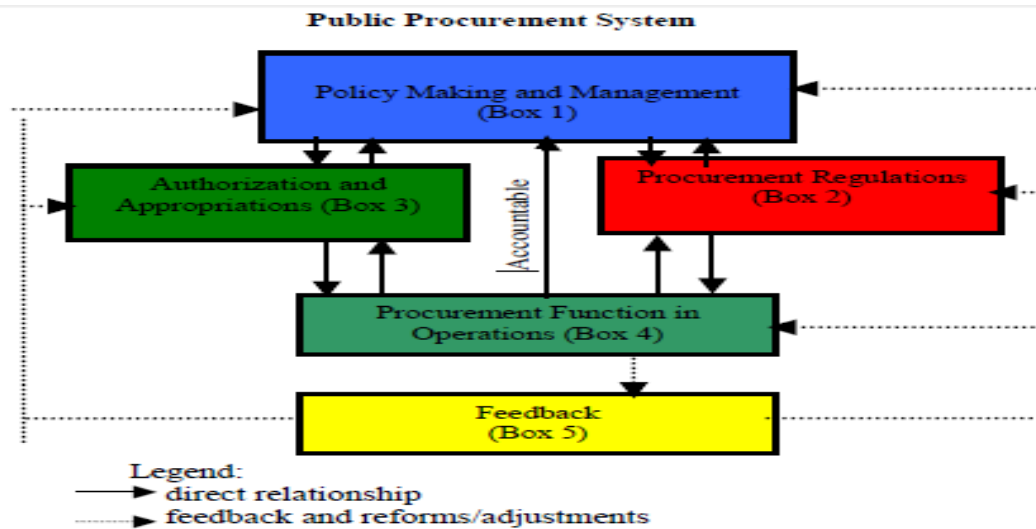 Public Procurement System
Policy Making and Management
(Box 1)
Authorization and
Appropriations (Box 3)
Accountable
Procurement Regulations
(Box 2)
Procurement Function in
Operations (Box 4)
Feedback
(Box 5)
Legend:
direct relationship
feedback and reforms/adjustments